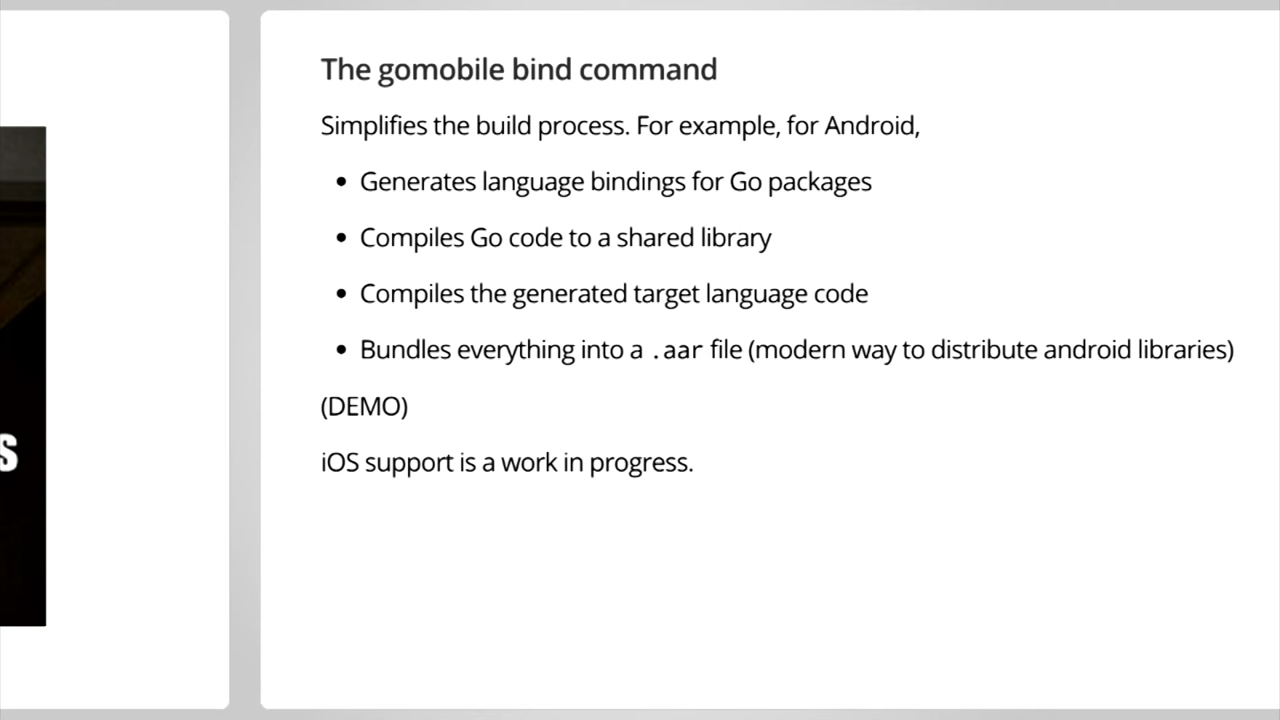 The gomobile bind command
Simplifies the build process. For example, for Android,
• Generates language bindings for Go packages
• Compiles Go code to a shared library
• Compiles the generated target language code
• Bundles everything into a .aar file (modern way to distribute android libraries)
(DEMO)
iOS support is a work in progress.
S